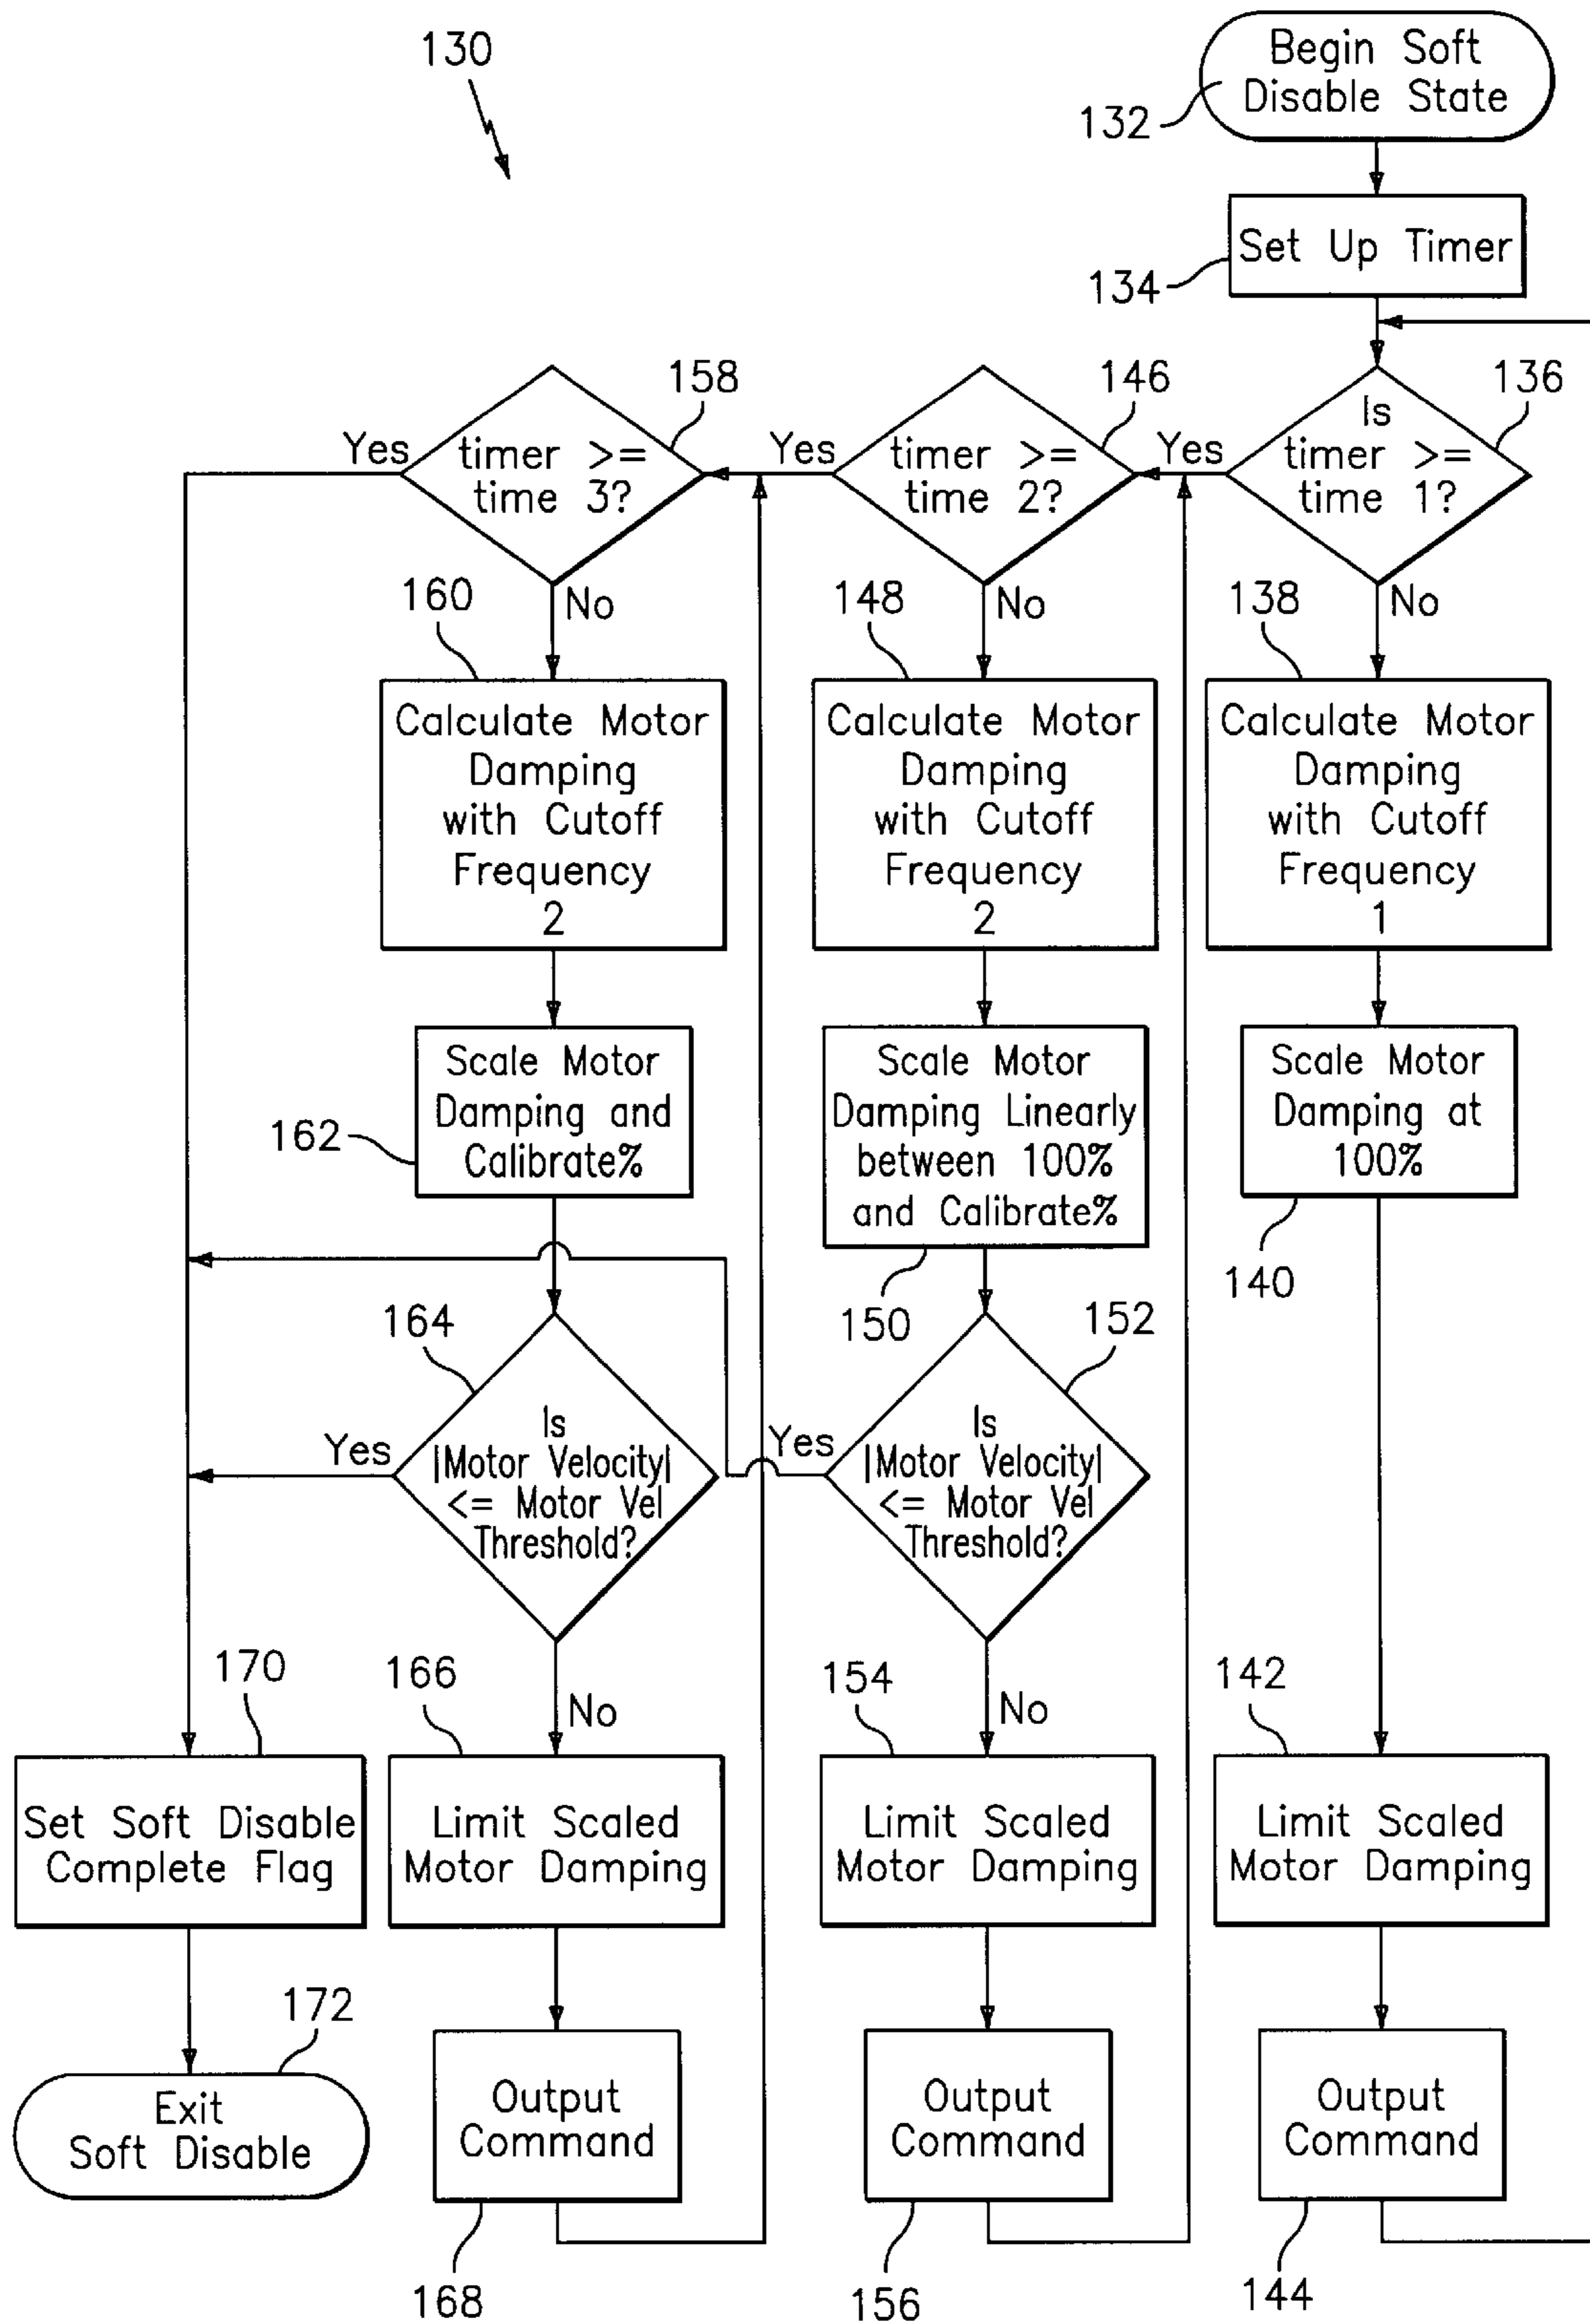 130
Begin Soft
Disable State
132
Set Up Timer
134
158
146
136
Yes
timer >=
time 3?
Yes
timer >=
time 2?
Yes
Is
timer >=
time 1?
160
No
148
No
138
No
Calculate Motor
Damping
with Cutoff
Frequency
2
Calculate Motor
Damping
with Cutoff
Frequency
2
Calculate Motor
Damping
with Cutoff
Frequency
1
162
Scale Motor
Damping and
Calibrate%
Scale Motor
Damping Linearly
between 100%
and Calibrate%
Scale Motor
Damping at
100%
164
150
152
140
Yes
Is
|Motor Velocity|
<= Motor Vel
Threshold?
Yes
Is
|Motor Velocity|
<= Motor Vel
Threshold?
170
166
No
154
No
142
Set Soft Disable
Complete Flag
Limit Scaled
Motor Damping
Limit Scaled
Motor Damping
Limit Scaled
Motor Damping
172
Exit
Soft Disable
Output
Command
Output
Command
Output
Command
168
156
144